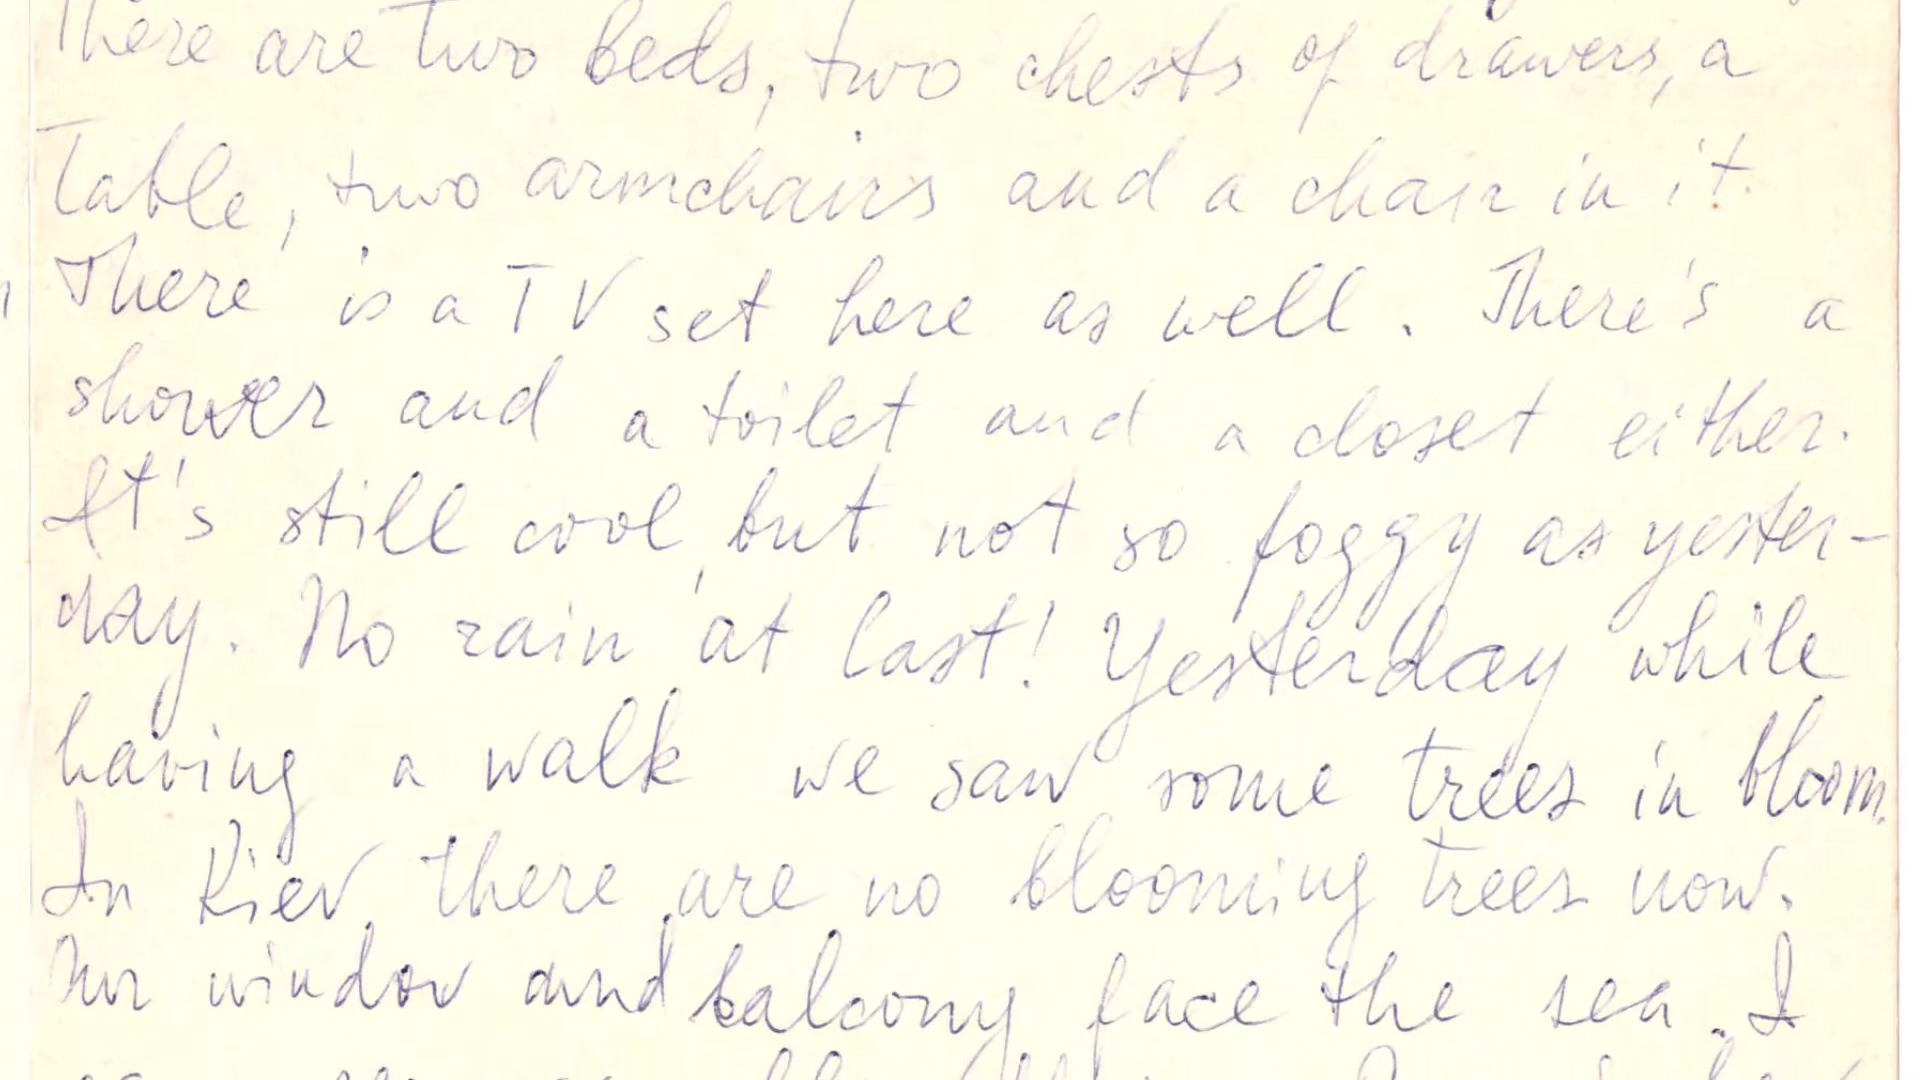 There are two beds, two chests of drawers, a
table, two armchairs and a chair in it.
There is a TV set here as well. There's a
shower and a toilet and a closet either.
It's still cool, but not so foggy as yester-
day. No rain at last! Yesterday while
having a walk we saw some trees in bloom.
In Kiev there are no blooming trees now.
Our window and balcony face the sea. I